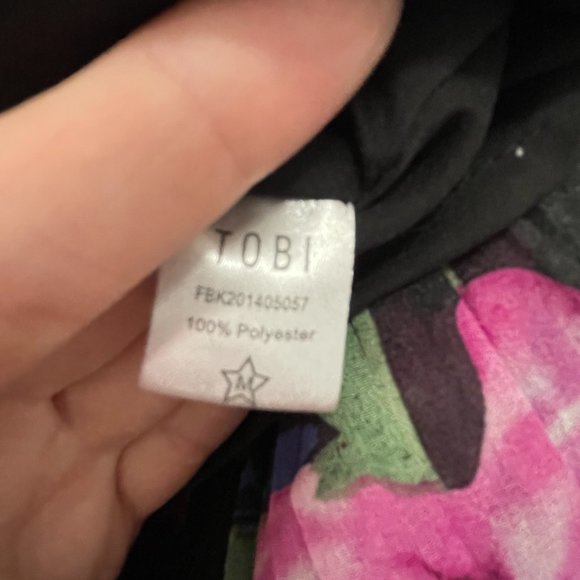 TOBI
FBK201405057
100% Polyester
M